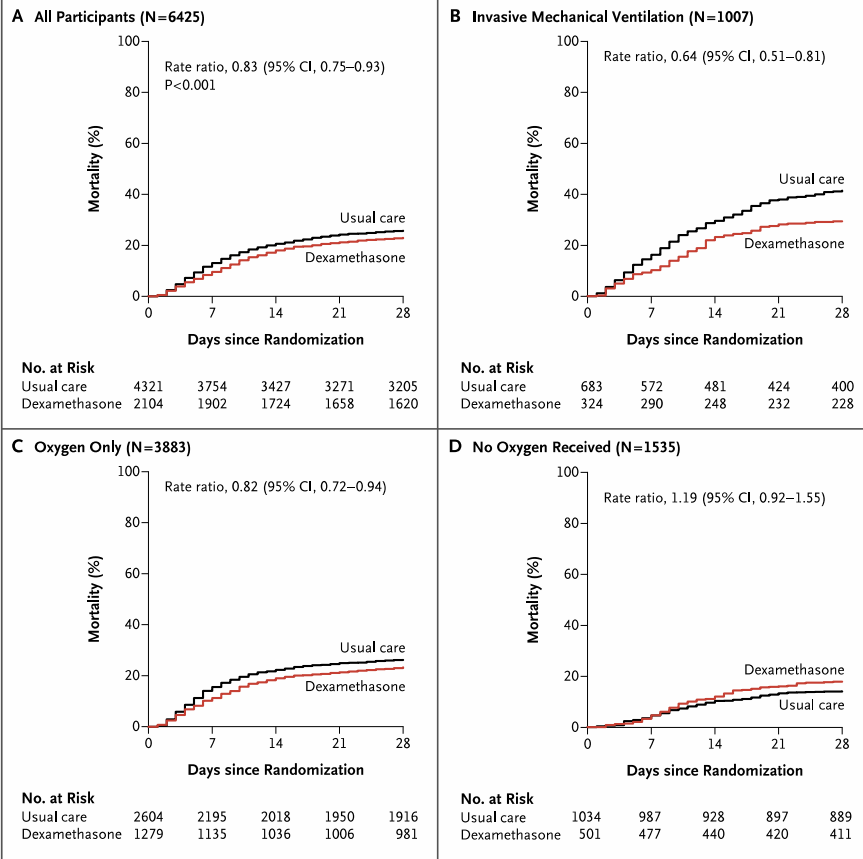 A All Participants (N=6425)
Rate ratio, 0.83 (95% CI, 0.75–0.93)
P<0.001
Mortality (%)
100
80
60
40
20
0
Usual care
Dexamethasone
0 7 14 21 28
Days since Randomization
No. at Risk
Usual care 4321 3754 3427 3271 3205
Dexamethasone 2104 1902 1724 1658 1620
B Invasive Mechanical Ventilation (N=1007)
Rate ratio, 0.64 (95% CI, 0.51–0.81)
Mortality (%)
100
80
60
40
20
0
Usual care
Dexamethasone
0 7 14 21 28
Days since Randomization
No. at Risk
Usual care 683 572 481 424 400
Dexamethasone 324 290 248 232 228
C Oxygen Only (N=3883)
Rate ratio, 0.82 (95% CI, 0.72–0.94)
Mortality (%)
100
80
60
40
20
0
Usual care
Dexamethasone
0 7 14 21 28
Days since Randomization
No. at Risk
Usual care 2604 2195 2018 1950 1916
Dexamethasone 1279 1135 1036 1006 981
D No Oxygen Received (N=1535)
Rate ratio, 1.19 (95% CI, 0.92–1.55)
Mortality (%)
100
80
60
40
20
0
Dexamethasone
Usual care
0 7 14 21 28
Days since Randomization
No. at Risk
Usual care 1034 987 928 897 889
Dexamethasone 501 477 440 420 411